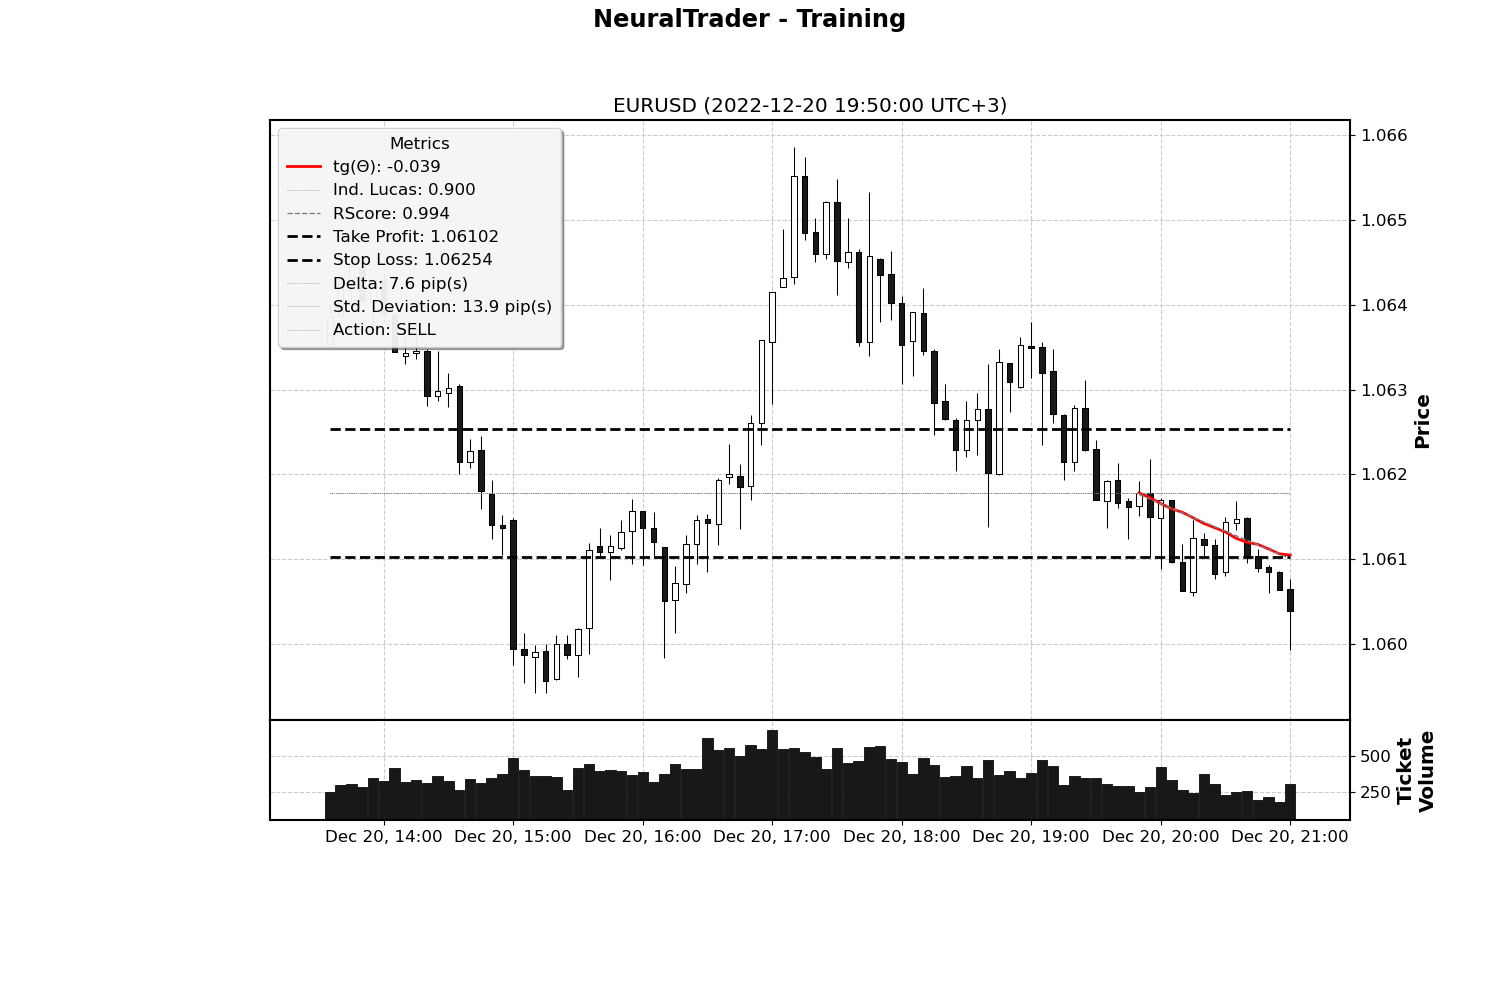 NeuralTrader - Training
EURUSD (2022-12-20 19:50:00 UTC+3)
Metrics
tg(Θ): -0.039
Ind. Lucas: 0.900
RScore: 0.994
Take Profit: 1.06102
Stop Loss: 1.06254
Delta: 7.6 pip(s)
Std. Deviation: 13.9 pip(s)
Action: SELL
1.066
1.065
1.064
1.063
1.062
1.061
1.060
Price
500
250
Ticket
Volume
Dec 20, 14:00 Dec 20, 15:00 Dec 20, 16:00 Dec 20, 17:00 Dec 20, 18:00 Dec 20, 19:00 Dec 20, 20:00 Dec 20, 21:00